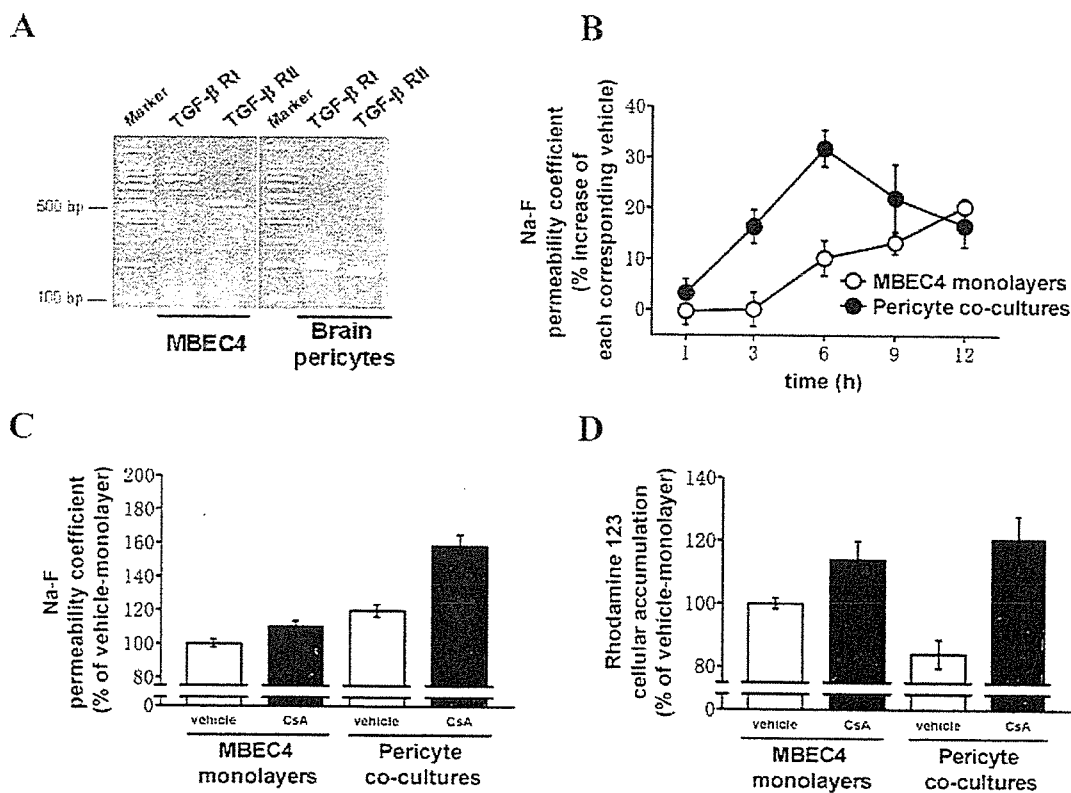 A
Marker
TGF-β RI
TGF-β RII
Marker
TGF-β RI
TGF-β RII
500 bp
100 bp
MBEC4
Brain
pericytes
B
Na-F
permeability coefficient
(% increase of
each corresponding vehicle)
40
30
20
10
0
MBEC4 monolayers
Pericyte co-cultures
1 3 6 9 12
time (h)
C
Na-F
permeability coefficient
(% of vehicle-monolayer)
200
180
160
140
120
100
80
0
vehicle CsA vehicle CsA
MBEC4
monolayers
Pericyte
co-cultures
D
Rhodamine 123
cellular accumulation
(% of vehicle-monolayer)
140
120
100
80
0
vehicle CsA vehicle CsA
MBEC4
monolayers
Pericyte
co-cultures